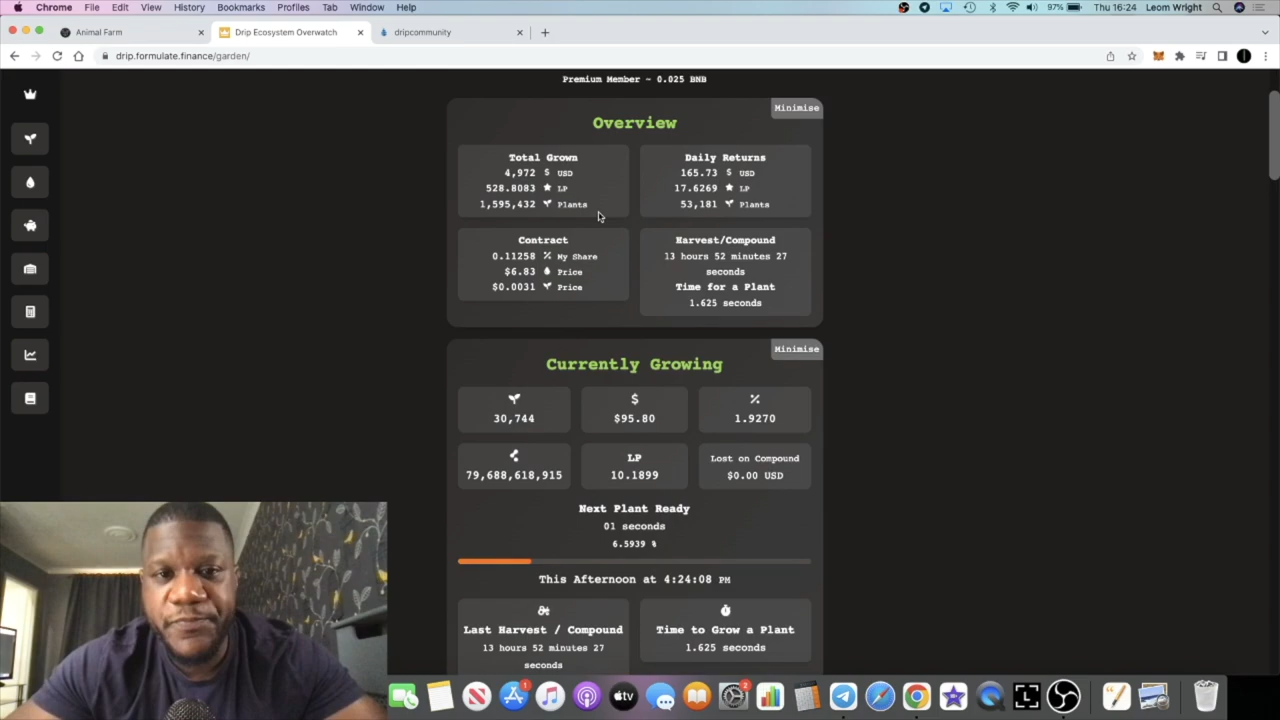 Chrome File Edit View History Bookmarks Profiles Tab Window Help 97% Thu 16:24 Leom Wright
Animal Farm Drip Ecosystem Overwatch dripcommunity
drip.formulate.finance/garden/
Premium Member ~ 0.025 BNB
Minimise
Overview
Total Grown
4,972 $ USD
528.8083 LP
1,595,432 Plants
Daily Returns
165.73 $ USD
17.6269 LP
53,181 Plants
Contract
0.11258 % My Share
$6.83 Price
$0.0031 Price
Harvest/Compound
13 hours 52 minutes 27
seconds
Time for a Plant
1.625 seconds
Minimise
Currently Growing
30,744
$
$95.80
%
1.9270
79,688,618,915
LP
10.1899
Lost on Compound
$0.00 USD
Next Plant Ready
01 seconds
6.5939 %
This Afternoon at 4:24:08 PM
Last Harvest / Compound
13 hours 52 minutes 27
seconds
Time to Grow a Plant
1.625 seconds
1
tv
2
L